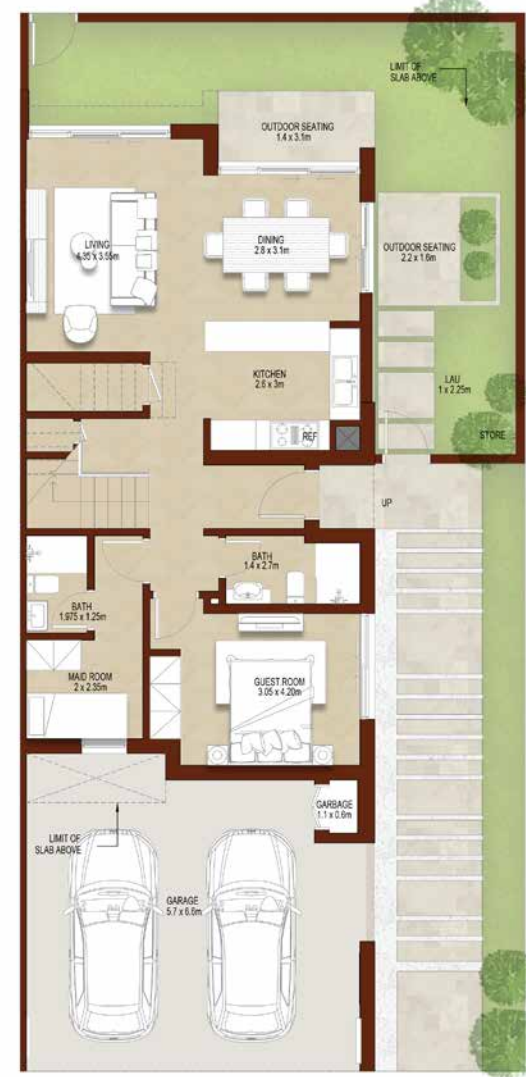 LIMIT OF
SLAB ABOVE
OUTDOOR SEATING
1.4 x 3.1m
LIVING
4.35 x 3.55m
DINING
2.8 x 3.1m
OUTDOOR SEATING
2.2 x 1.6m
KITCHEN
2.6 x 3m
LAU
1 x 2.25m
REF
STORE
UP
BATH
1.4 x 2.7m
BATH
1.975 x 1.25m
MAID ROOM
2 x 2.35m
GUEST ROOM
3.05 x 4.20m
GARBAGE
1.1 x 0.6m
LIMIT OF
SLAB ABOVE
GARAGE
5.7 x 6.6m